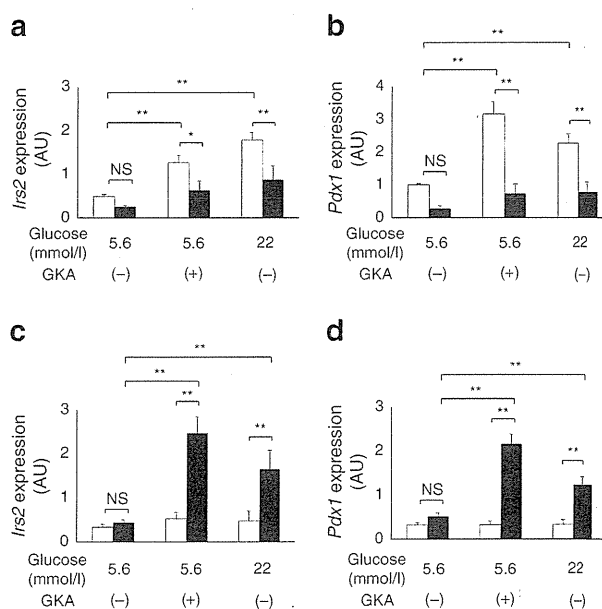 a
**
**
**
*
NS
3
2
1
0
Irs2 expression
(AU)
Glucose
(mmol/l)
5.6
5.6
22
GKA
(−)
(+)
(−)
b
**
**
**
**
NS
4
3
2
1
0
Pdx1 expression
(AU)
Glucose
(mmol/l)
5.6
5.6
22
GKA
(−)
(+)
(−)
c
**
**
**
**
NS
3
2
1
0
Irs2 expression
(AU)
Glucose
(mmol/l)
5.6
5.6
22
GKA
(−)
(+)
(−)
d
**
**
**
**
NS
3
2
1
0
Pdx1 expression
(AU)
Glucose
(mmol/l)
5.6
5.6
22
GKA
(−)
(+)
(−)